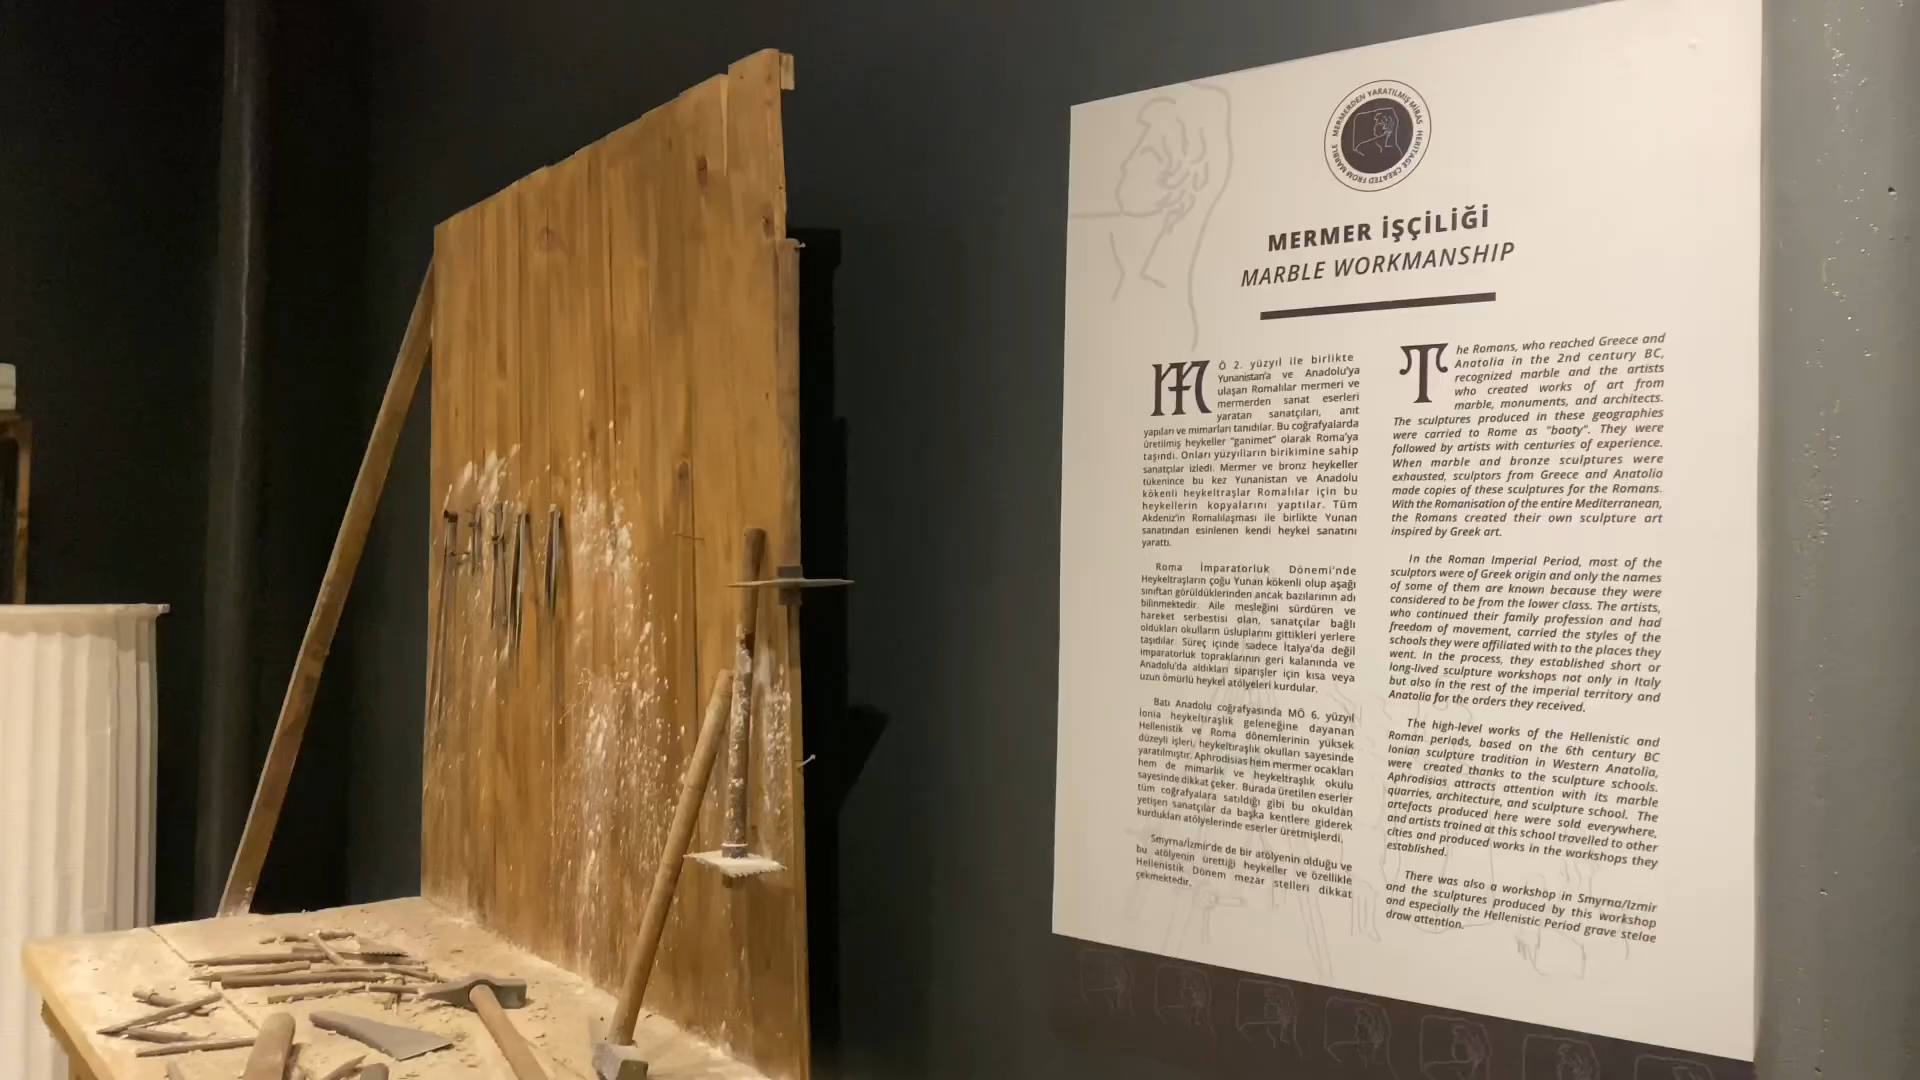 MERMERDEN YARATILMIŞ MİRAS · HERITAGE CREATED FROM MARBLE ·
MERMER İŞÇİLİĞİ
MARBLE WORKMANSHIP
MÖ 2. yüzyıl ile birlikte
Yunanistan'a ve Anadolu'ya
ulaşan Romalılar mermeri ve
mermerden sanat eserleri
yaratan sanatçıları, anıt
yapıları ve mimarları tanıdılar. Bu coğrafyalarda
üretilmiş heykeller "ganimet" olarak Roma'ya
taşındı. Onları yüzyılların birikimine sahip
sanatçılar izledi. Mermer ve bronz heykeller
tükenince bu kez Yunanistan ve Anadolu
kökenli heykeltraşlar Romalılar için bu
heykellerin kopyalarını yaptılar. Tüm
Akdeniz'in Romalılaşması ile birlikte Yunan
sanatından esinlenen kendi heykel sanatını
yarattı.
Roma İmparatorluk Dönemi'nde
Heykeltraşların çoğu Yunan kökenli olup aşağı
sınıftan görüldüklerinden ancak bazılarının adı
bilinmektedir. Aile mesleğini sürdüren ve
hareket serbestisi olan, sanatçılar bağlı
oldukları okulların üsluplarını gittikleri yerlere
taşıdılar. Süreç içinde sadece İtalya'da değil
imparatorluk topraklarının geri kalanında ve
Anadolu'da aldıkları siparişler için kısa veya
uzun ömürlü heykel atölyeleri kurdular.
Batı Anadolu coğrafyasında MÖ 6. yüzyıl
İonia heykeltıraşlık geleneğine dayanan
Hellenistik ve Roma dönemlerinin yüksek
düzeyli işleri, heykeltıraşlık okulları sayesinde
yaratılmıştır. Aphrodisias hem mermer ocakları
hem de mimarlık ve heykeltraşlık okulu
sayesinde dikkat çeker. Burada üretilen eserler
tüm coğrafyalara satıldığı gibi bu okuldan
yetişen sanatçılar da başka kentlere giderek
kurdukları atölyelerinde eserler üretmişlerdi.
Smyrna/İzmir'de de bir atölyenin olduğu ve
bu atölyenin ürettiği heykeller ve özellikle
Hellenistik Dönem mezar stelleri dikkat
çekmektedir.
The Romans, who reached Greece and
Anatolia in the 2nd century BC,
recognized marble and the artists
who created works of art from
marble, monuments, and architects.
The sculptures produced in these geographies
were carried to Rome as "booty". They were
followed by artists with centuries of experience.
When marble and bronze sculptures were
exhausted, sculptors from Greece and Anatolia
made copies of these sculptures for the Romans.
With the Romanisation of the entire Mediterranean,
the Romans created their own sculpture art
inspired by Greek art.
In the Roman Imperial Period, most of the
sculptors were of Greek origin and only the names
of some of them are known because they were
considered to be from the lower class. The artists,
who continued their family profession and had
freedom of movement, carried the styles of the
schools they were affiliated with to the places they
went. In the process, they established short or
long-lived sculpture workshops not only in Italy
but also in the rest of the imperial territory and
Anatolia for the orders they received.
The high-level works of the Hellenistic and
Roman periods, based on the 6th century BC
Ionian sculpture tradition in Western Anatolia,
were created thanks to the sculpture schools.
Aphrodisias attracts attention with its marble
quarries, architecture, and sculpture school. The
artefacts produced here were sold everywhere,
and artists trained at this school travelled to other
cities and produced works in the workshops they
established.
There was also a workshop in Smyrna/Izmir
and the sculptures produced by this workshop
and especially the Hellenistic Period grave stelae
draw attention.